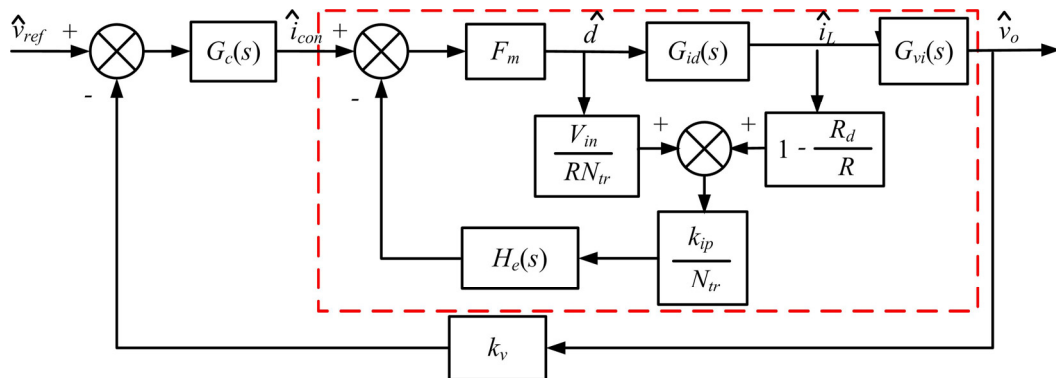 v̂ref + - Gc(s) îcon + - Fm d̂ Gid(s) îL Gvi(s) v̂o
Vin
RNtr
+ +
1 - Rd
R
He(s)
kip
Ntr
kv